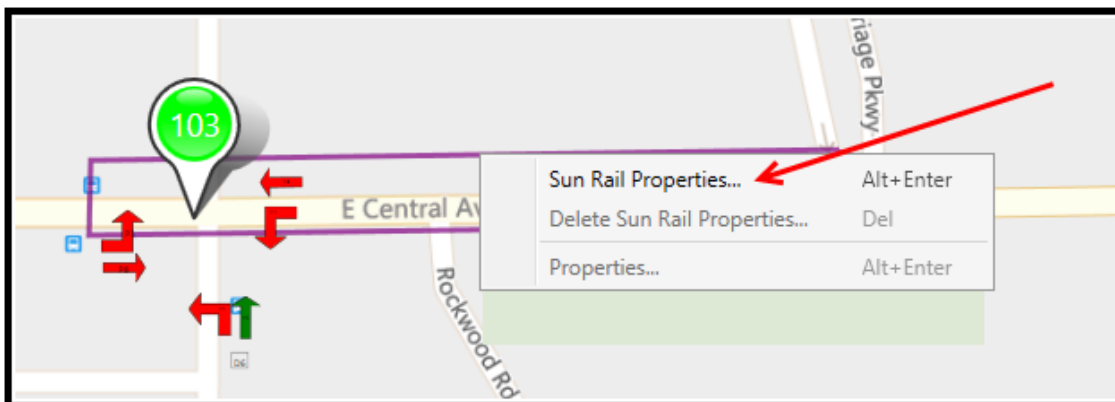 riage Pkwy
103
Sun Rail Properties... Alt+Enter
E Central Av
Delete Sun Rail Properties... Del
Properties... Alt+Enter
Rockwood Rd